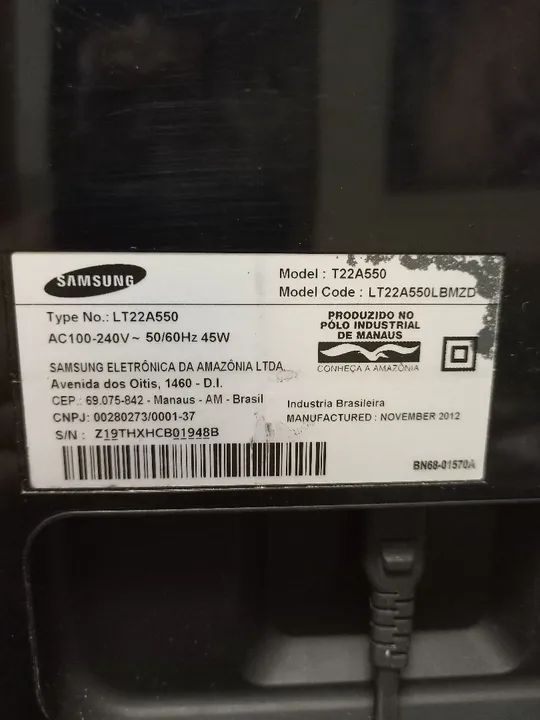 SAMSUNG
Model : T22A550
Model Code : LT22A550LBMZD
Type No.: LT22A550
AC100-240V~ 50/60Hz 45W
SAMSUNG ELETRÔNICA DA AMAZÔNIA LTDA.
Avenida dos Oitis, 1460 - D.I.
CEP.: 69.075-842 - Manaus - AM - Brasil
CNPJ: 00280273/0001-37
S/N : Z19THXHCB01948B
PRODUZIDO NO
PÓLO INDUSTRIAL
DE MANAUS
CONHEÇA A AMAZÔNIA
Industria Brasileira
MANUFACTURED : NOVEMBER 2012
BN68-01570A